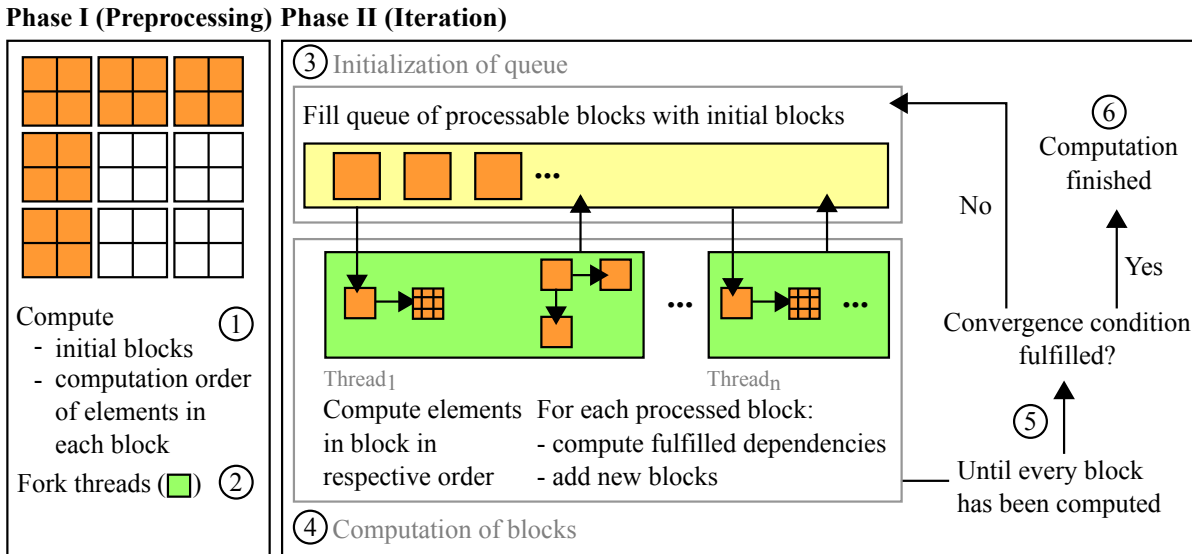 Phase I (Preprocessing)
Phase II (Iteration)
Compute
- initial blocks
- computation order
of elements in
each block
1
Fork threads ( )
2
3 Initialization of queue
Fill queue of processable blocks with initial blocks
...
... ...
Thread1
Threadn
Compute elements
in block in
respective order
For each processed block:
- compute fulfilled dependencies
- add new blocks
4 Computation of blocks
Until every block
has been computed
5
Convergence condition
fulfilled?
No
Yes
6
Computation
finished